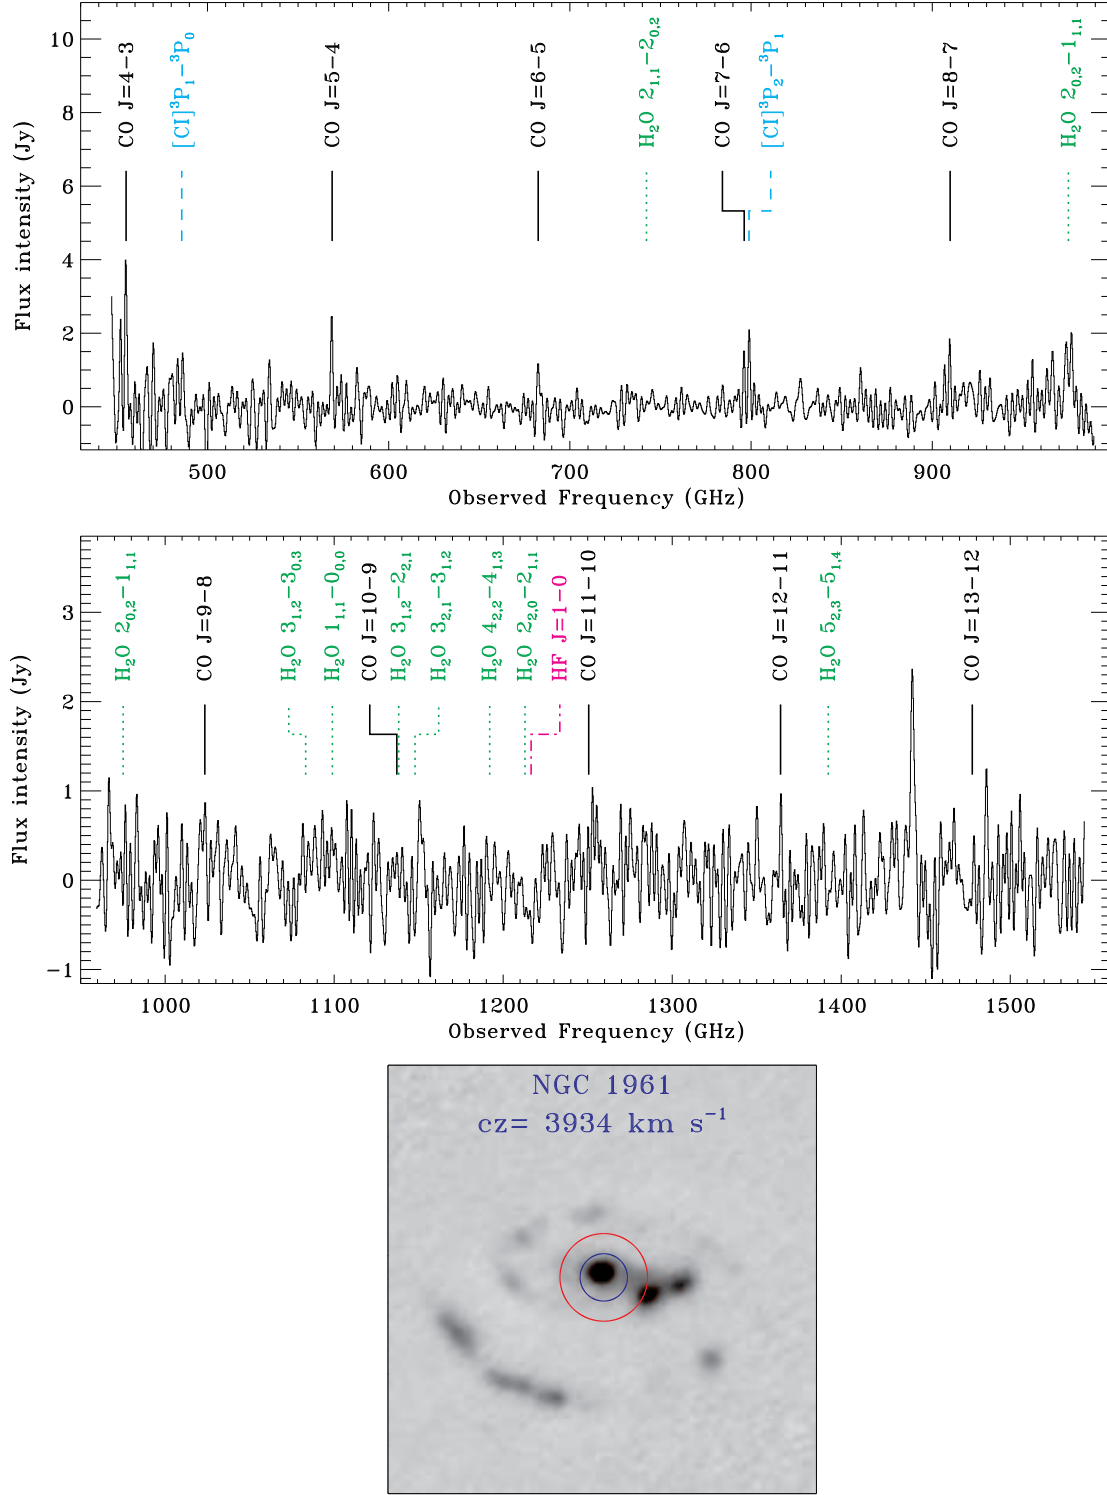 CO J=4−3
[CI]³P₁−³P₀
CO J=5−4
CO J=6−5
H₂O 2₁,₁−2₀,₂
CO J=7−6
[CI]³P₂−³P₁
CO J=8−7
H₂O 2₀,₂−1₁,₁
10
8
6
4
2
0
Flux intensity (Jy)
500 600 700 800 900
Observed Frequency (GHz)
H₂O 2₀,₂−1₁,₁
CO J=9−8
H₂O 3₁,₂−3₀,₃
H₂O 1₁,₁−0₀,₀
CO J=10−9
H₂O 3₁,₂−2₂,₁
H₂O 3₂,₁−3₁,₂
H₂O 4₂,₂−4₁,₃
H₂O 2₂,₀−2₁,₁
HF J=1−0
CO J=11−10
CO J=12−11
H₂O 5₂,₃−5₁,₄
CO J=13−12
3
2
1
0
−1
Flux intensity (Jy)
1000 1100 1200 1300 1400 1500
Observed Frequency (GHz)
NGC 1961
cz= 3934 km s⁻¹